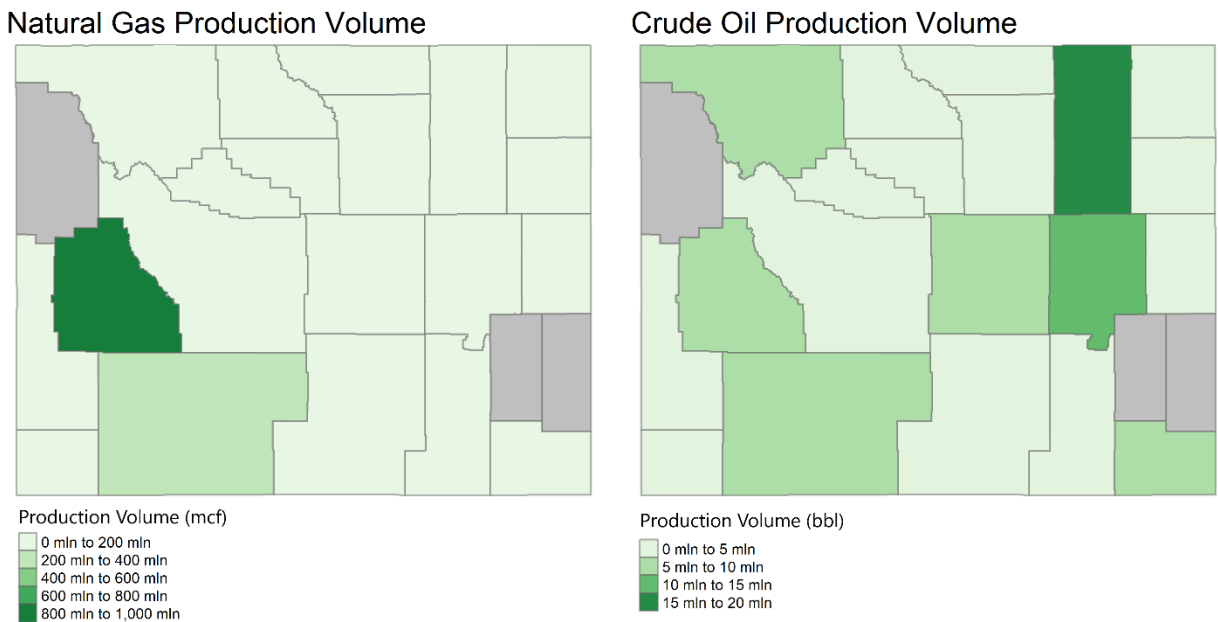 Natural Gas Production Volume
Crude Oil Production Volume
Production Volume (mcf)
0 mln to 200 mln
200 mln to 400 mln
400 mln to 600 mln
600 mln to 800 mln
800 mln to 1,000 mln
Production Volume (bbl)
0 mln to 5 mln
5 mln to 10 mln
10 mln to 15 mln
15 mln to 20 mln